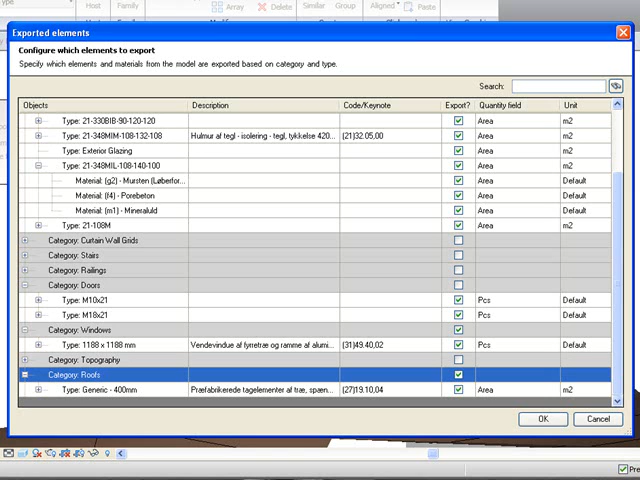 Host Family Array Delete Similar Group Aligned Paste
Exported elements
Configure which elements to export
Specify which elements and materials from the model are exported based on category and type.
Search:
Objects Description Code/Keynote Export? Quantity field Unit
Type: 21-330BIB-90-120-120 Area m2
Type: 21-348MIM-108-132-108 Hulmur af tegl - isolering - tegl, tykkelse 420... (21)32.05,00 Area m2
Type: Exterior Glazing Area m2
Type: 21-348MIL-108-140-100 Area m2
Material: (g2) - Mursten (Løberfor... Area Default
Material: (f4) - Porebeton Area Default
Material: (m1) - Mineraluld Area Default
Type: 21-108M Area m2
Category: Curtain Wall Grids
Category: Stairs
Category: Railings
Category: Doors
Type: M10x21 Pcs Default
Type: M18x21 Pcs Default
Category: Windows
Type: 1188 x 1188 mm Vendevindue af fyrretræ og ramme af alumi... (31)49.40,02 Pcs Default
Category: Topography
Category: Roofs
Type: Generic - 400mm Præfabrikerede tagelementer af træ, spæn... (27)19.10,04 Area m2
OK Cancel
Pre